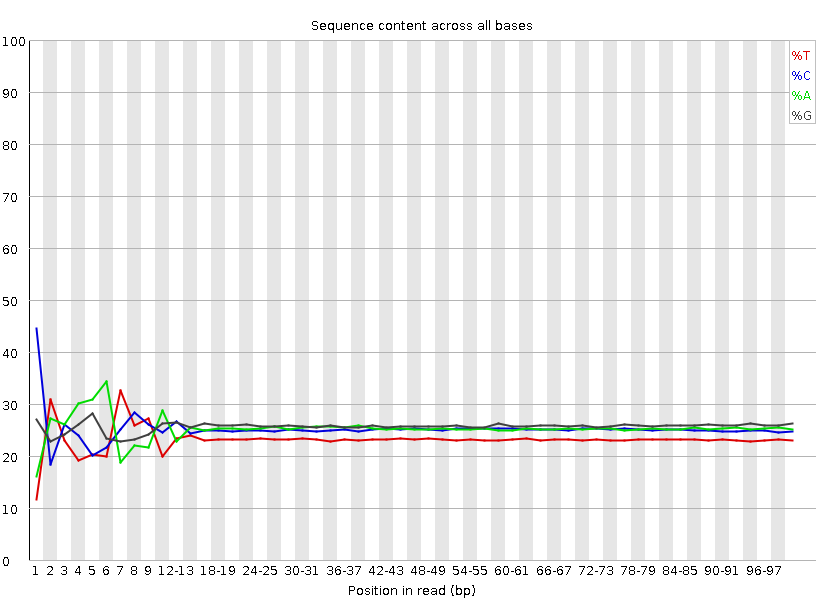 Sequence content across all bases
100
90
80
70
60
50
40
30
20
10
0
%T
%C
%A
%G
1 2 3 4 5 6 7 8 9 12-13 18-19 24-25 30-31 36-37 42-43 48-49 54-55 60-61 66-67 72-73 78-79 84-85 90-91 96-97
Position in read (bp)